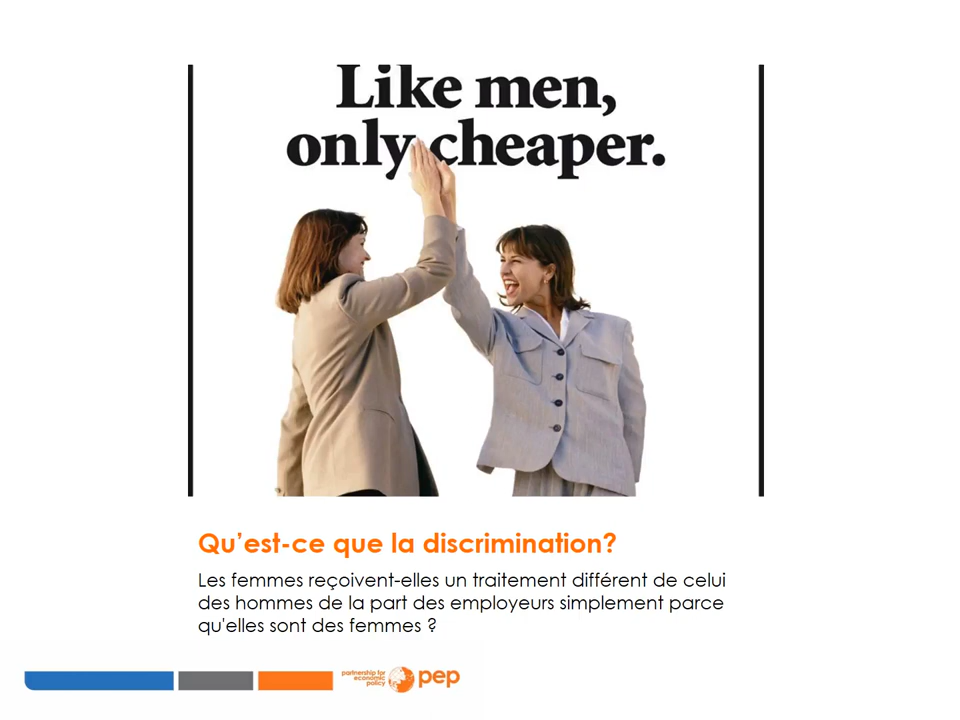 Like men,
only cheaper.
Qu’est-ce que la discrimination?
Les femmes reçoivent-elles un traitement différent de celui
des hommes de la part des employeurs simplement parce
qu'elles sont des femmes ?
partnership for
economic
policy
pep